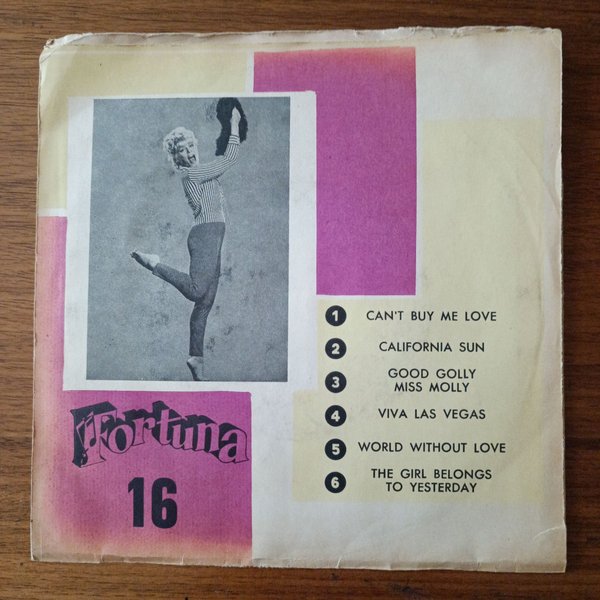 1 CAN'T BUY ME LOVE
2 CALIFORNIA SUN
3 GOOD GOLLY
MISS MOLLY
4 VIVA LAS VEGAS
5 WORLD WITHOUT LOVE
6 THE GIRL BELONGS
TO YESTERDAY
Fortuna
16